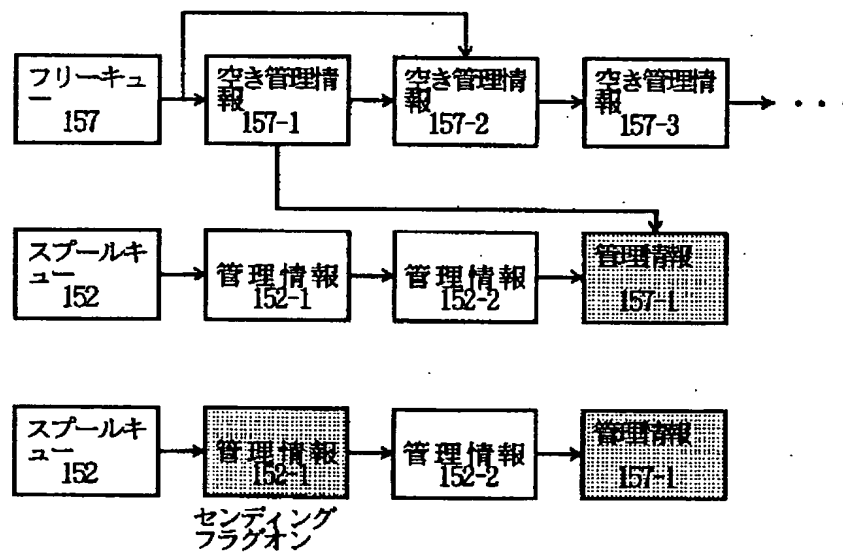 フリーキュ
ー
157
空き管理情
報
157-1
空き管理情
報
157-2
空き管理情
報
157-3
・・・
スプールキ
ュー
152
管理情報
152-1
管理情報
152-2
管理情報
157-1
スプールキ
ュー
152
管理情報
152-1
管理情報
152-2
管理情報
157-1
センディング
フラグオン